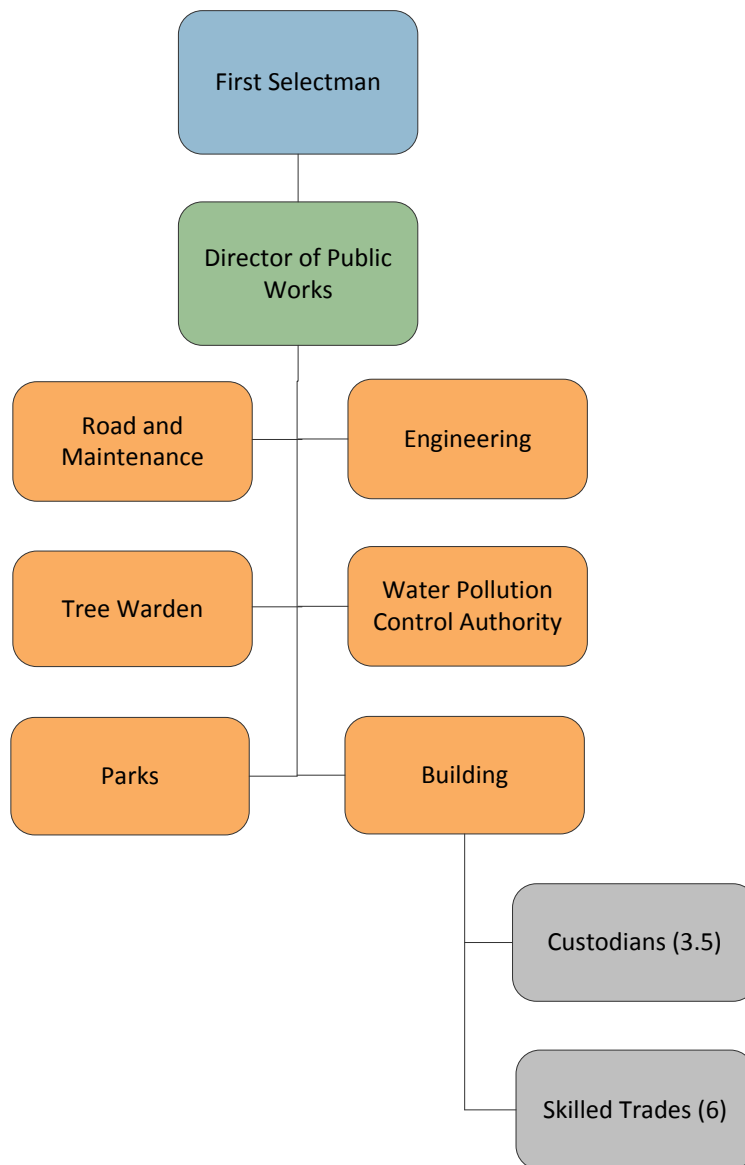 First Selectman
Director of Public
Works
Road and
Maintenance
Engineering
Tree Warden
Water Pollution
Control Authority
Parks
Building
Custodians (3.5)
Skilled Trades (6)